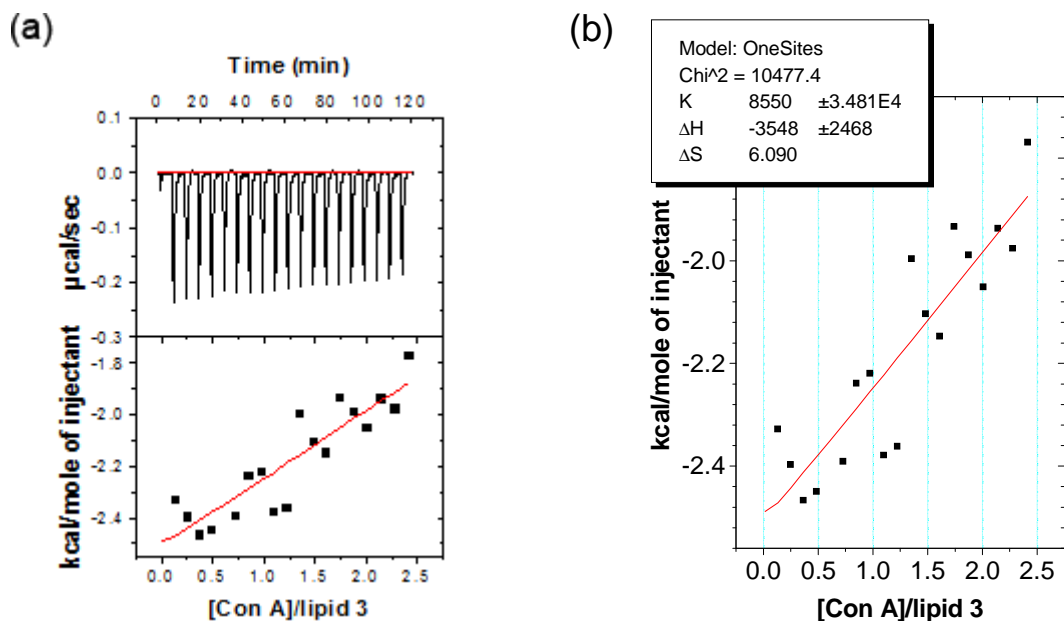 (a)
Time (min)
0 20 40 60 80 100 120
0.1
0.0
-0.1
-0.2
-0.3
µcal/sec
-1.8
-2.0
-2.2
-2.4
kcal/mole of injectant
0.0 0.5 1.0 1.5 2.0 2.5
[Con A]/lipid 3
(b)
Model: OneSites
Chi^2 = 10477.4
K 8550 ±3.481E4
ΔH -3548 ±2468
ΔS 6.090
-2.0
-2.2
-2.4
kcal/mole of injectant
0.0 0.5 1.0 1.5 2.0 2.5
[Con A]/lipid 3